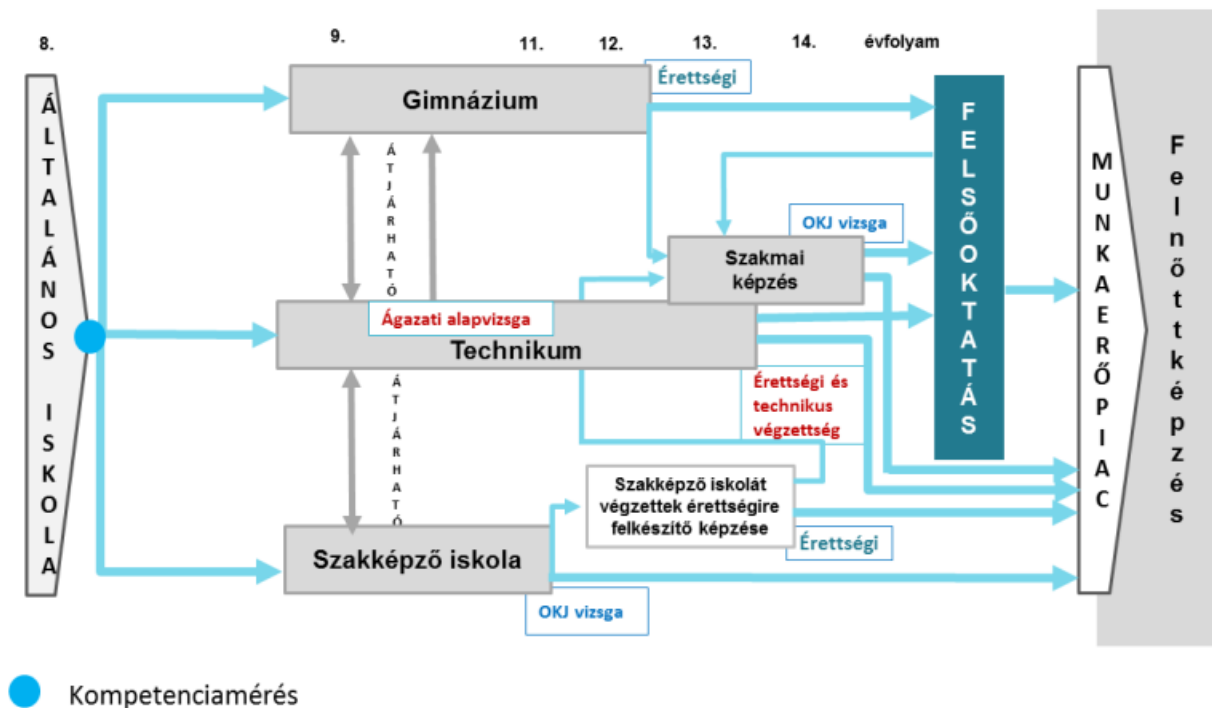 8.
9.
11.
12.
13.
14.
évfolyam
ÁLTALÁNOS ISKOLA
Gimnázium
Érettségi
ÁTJÁRHATÓ
FELSŐOKTATÁS
MUNKAERŐPIAC
Felnőttképzés
OKJ vizsga
Szakmai
képzés
Ágazati alapvizsga
Technikum
ÁTJÁRHATÓ
Érettségi és
technikus
végzettség
Szakképző iskolát
végzettek érettségire
felkészítő képzése
Érettségi
Szakképző iskola
OKJ vizsga
Kompetenciamérés